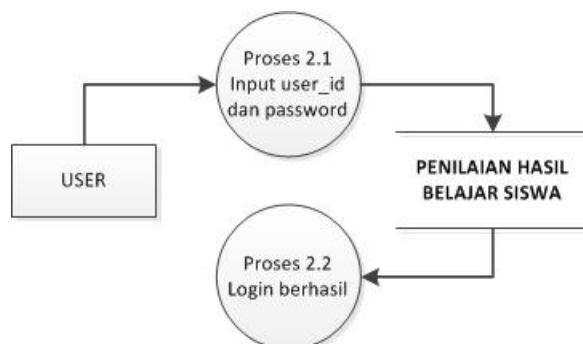 Proses 2.1
Input user_id
dan password
USER
PENILAIAN HASIL
BELAJAR SISWA
Proses 2.2
Login berhasil